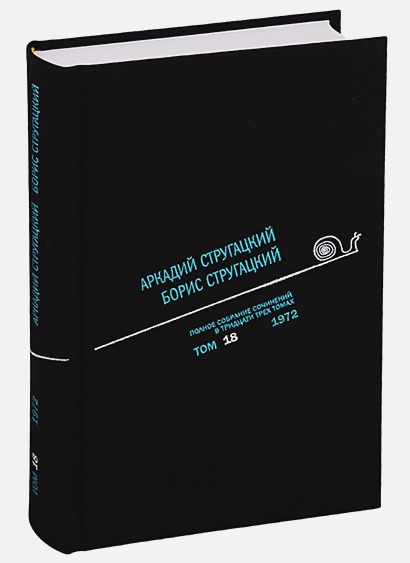 АРКАДИЙ СТРУГАЦКИЙ
БОРИС СТРУГАЦКИЙ
ПОЛНОЕ СОБРАНИЕ СОЧИНЕНИЙ
В ТРИДЦАТИ ТРЕХ ТОМАХ
ТОМ 18 1972
АРКАДИЙ СТРУГАЦКИЙ БОРИС СТРУГАЦКИЙ
ТОМ 18 1972